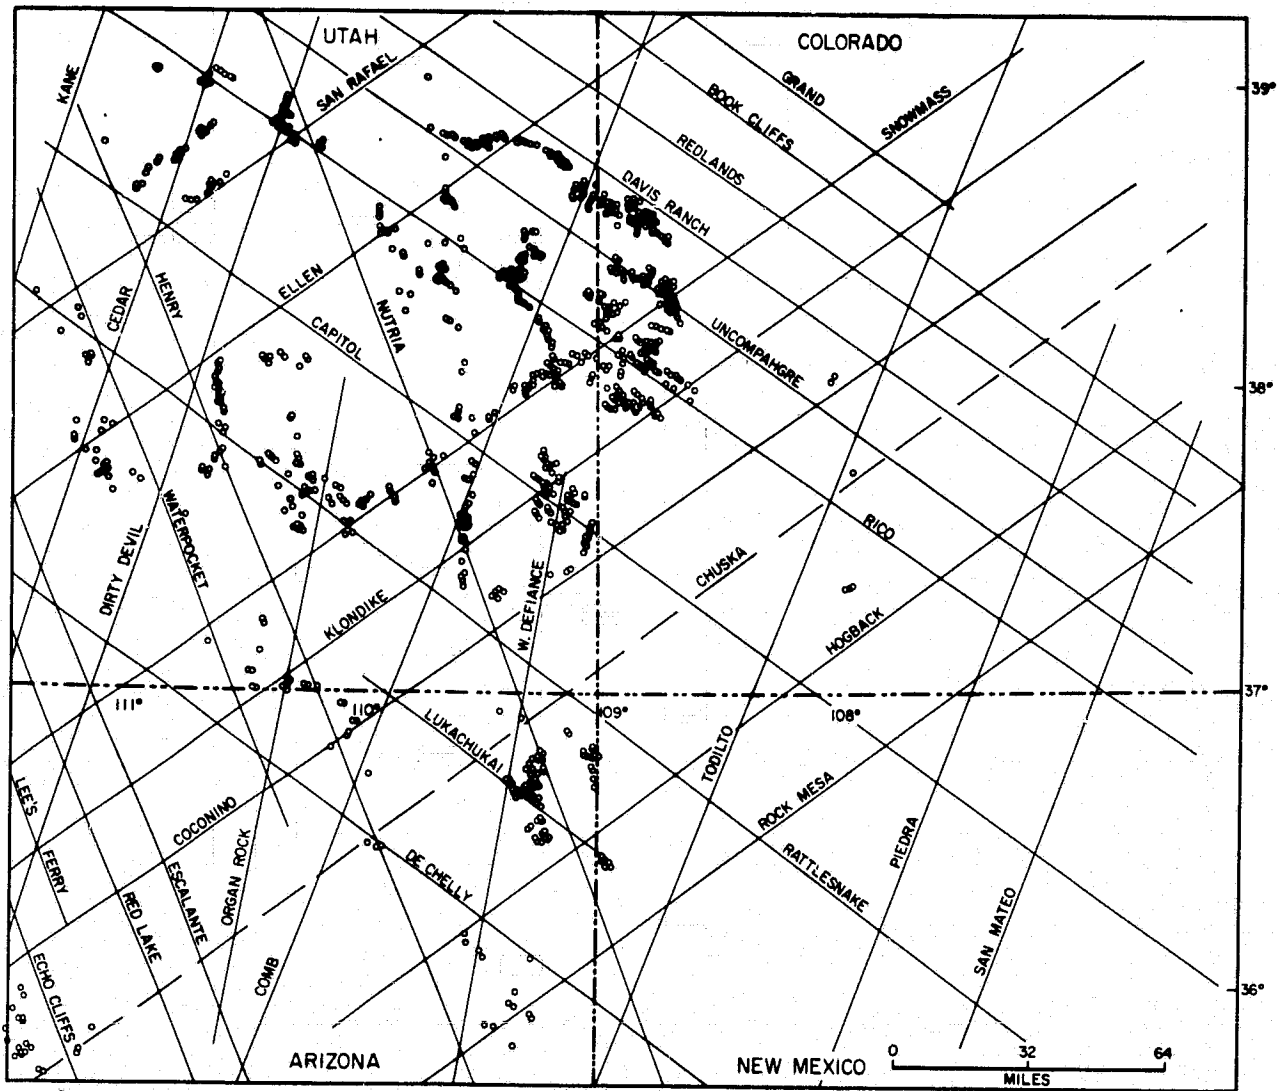 UTAH
COLORADO
KANE
SAN RAFAEL
GRAND
BOOK CLIFFS
SNOWMASS
39°
REDLANDS
DAVIS RANCH
CEDAR
HENRY
ELLEN
NUTRIA
CAPITOL
UNCOMPAHGRE
38°
WATERPOCKET
DIRTY DEVIL
RICO
CHUSKA
W. DEFIANCE
KLONDIKE
HOGBACK
37°
111°
110°
109°
108°
LUKACHUKAI
TODILTO
LEE'S
FERRY
COCONINO
ROCK MESA
ORGAN ROCK
DE CHELLY
RATTLESNAKE
PIEDRA
ESCALANTE
RED LAKE
SAN MATEO
COMB
ECHO CLIFFS
36°
ARIZONA
NEW MEXICO
0 32 64
MILES